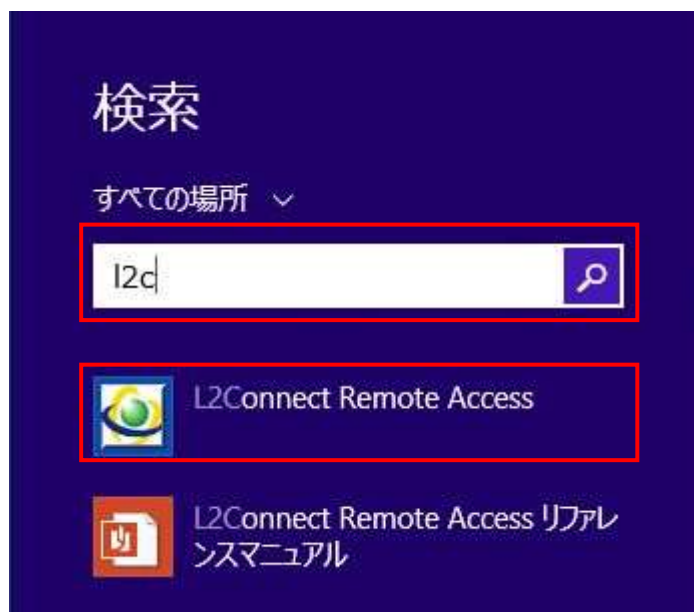 検索
すべての場所
l2c
L2Connect Remote Access
L2Connect Remote Access リファレ
ンスマニュアル